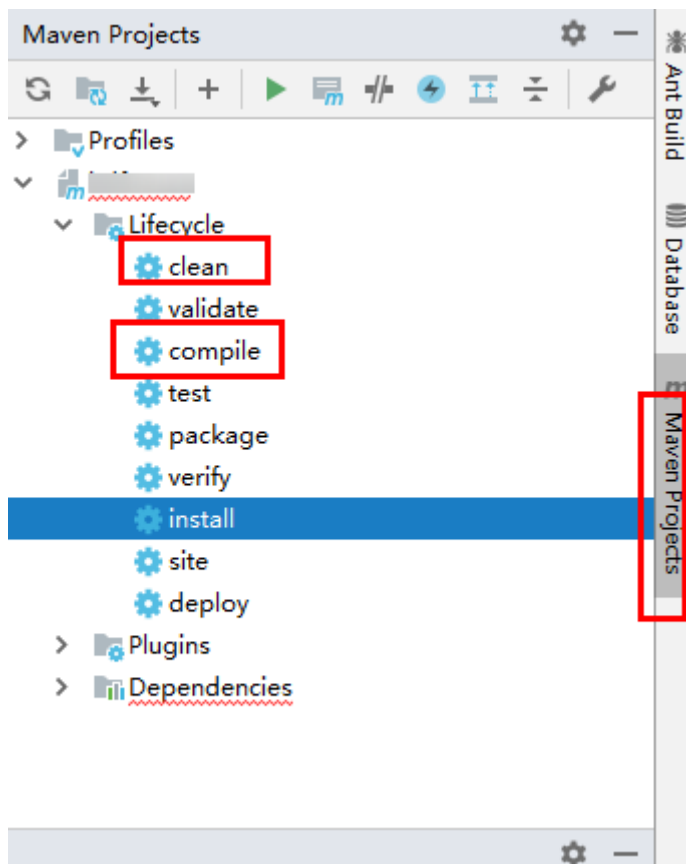 Maven Projects
Profiles
Lifecycle
clean
validate
compile
test
package
verify
install
site
deploy
Plugins
Dependencies
Ant Build
Database
Maven Projects